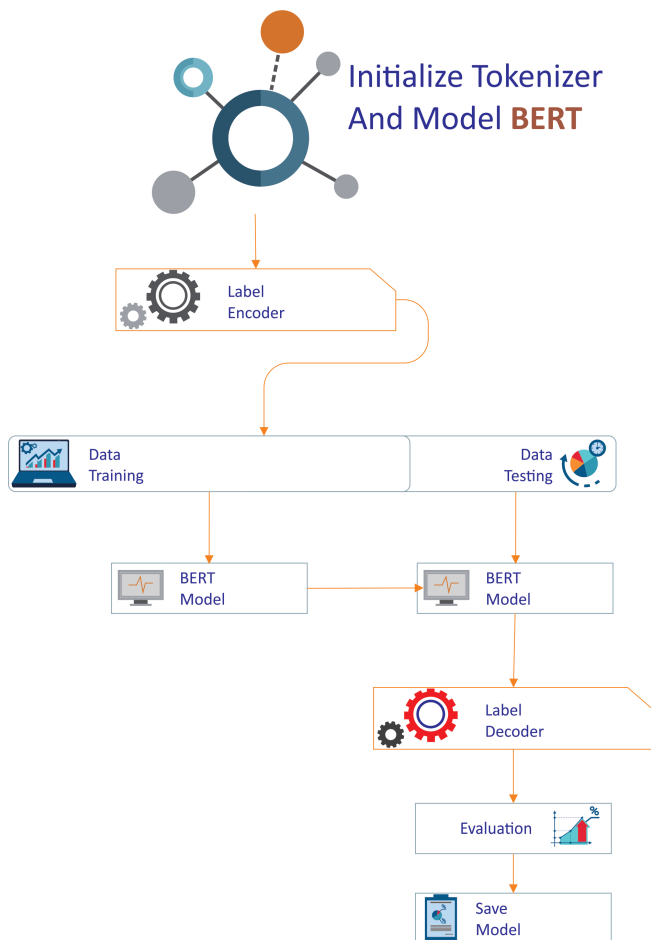 Initialize Tokenizer
And Model BERT
Label
Encoder
Data
Training
Data
Testing
BERT
Model
BERT
Model
Label
Decoder
Evaluation
%
Save
Model